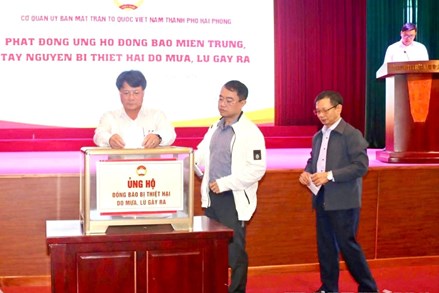 CƠ QUAN ỦY BAN MẶT TRẬN TỔ QUỐC VIỆT NAM THÀNH PHỐ HẢI PHÒNG
PHÁT ĐỘNG ỦNG HỘ ĐỒNG BÀO MIỀN TRUNG,
TÂY NGUYÊN BỊ THIỆT HẠI DO MƯA, LŨ GÂY RA
ỦNG HỘ
ĐỒNG BÀO BỊ THIỆT HẠI
DO MƯA, LŨ GÂY RA